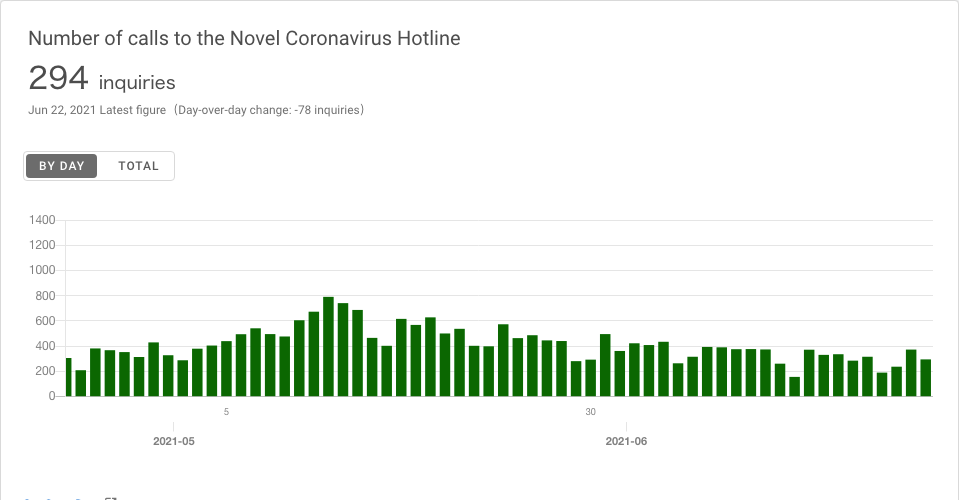 Number of calls to the Novel Coronavirus Hotline
294 inquiries
Jun 22, 2021 Latest figure (Day-over-day change: -78 inquiries)
BY DAY TOTAL
1400
1200
1000
800
600
400
200
0
5 30
2021-05 2021-06